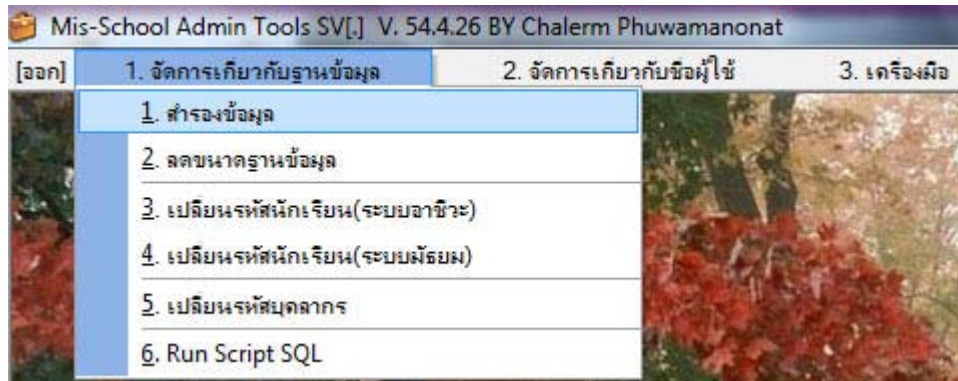 Mis-School Admin Tools SV[.] V. 54.4.26 BY Chalerm Phuwamanonat
[ออก] 1. จัดการเกี่ยวกับฐานข้อมูล 2. จัดการเกี่ยวกับชื่อผู้ใช้ 3. เครื่องมือ
1. สำรองข้อมูล
2. ลดขนาดฐานข้อมูล
3. เปลี่ยนรหัสนักเรียน(ระบบอาชีวะ)
4. เปลี่ยนรหัสนักเรียน(ระบบมัธยม)
5. เปลี่ยนรหัสบุคลากร
6. Run Script SQL